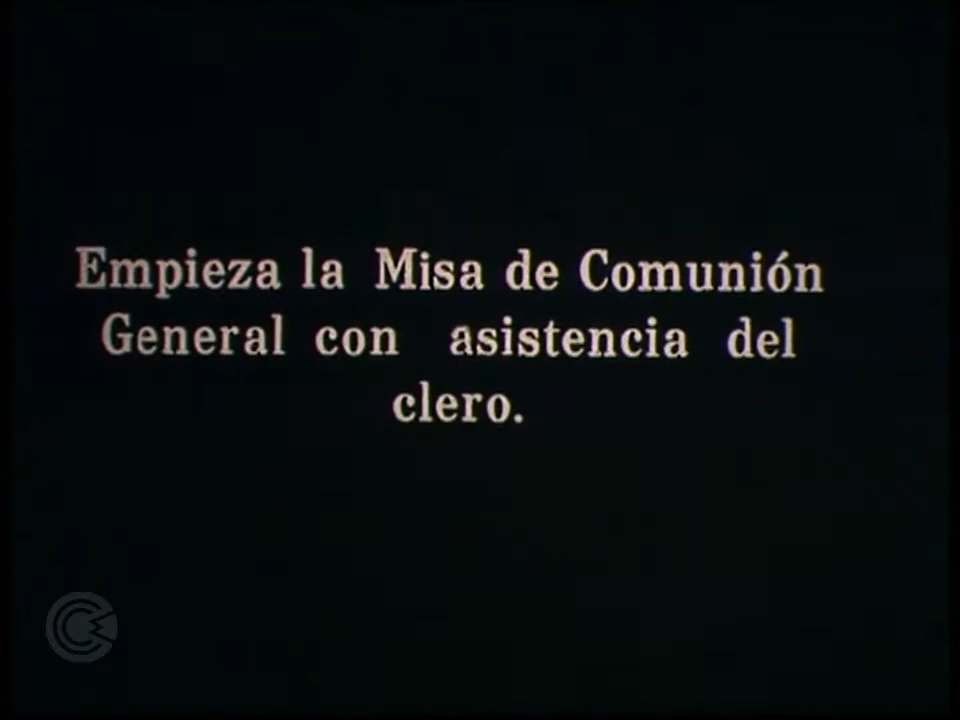 Empieza la Misa de Comunión
General con asistencia del
clero.